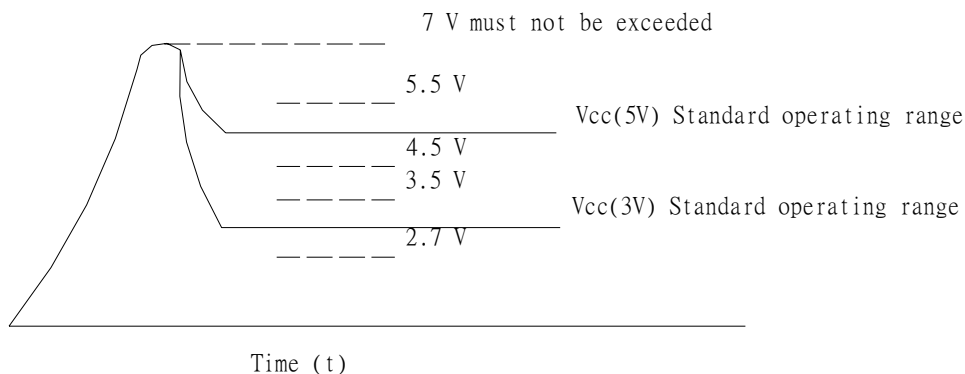 7 V must not be exceeded
5.5 V
Vcc(5V) Standard operating range
4.5 V
3.5 V
Vcc(3V) Standard operating range
2.7 V
Time (t)